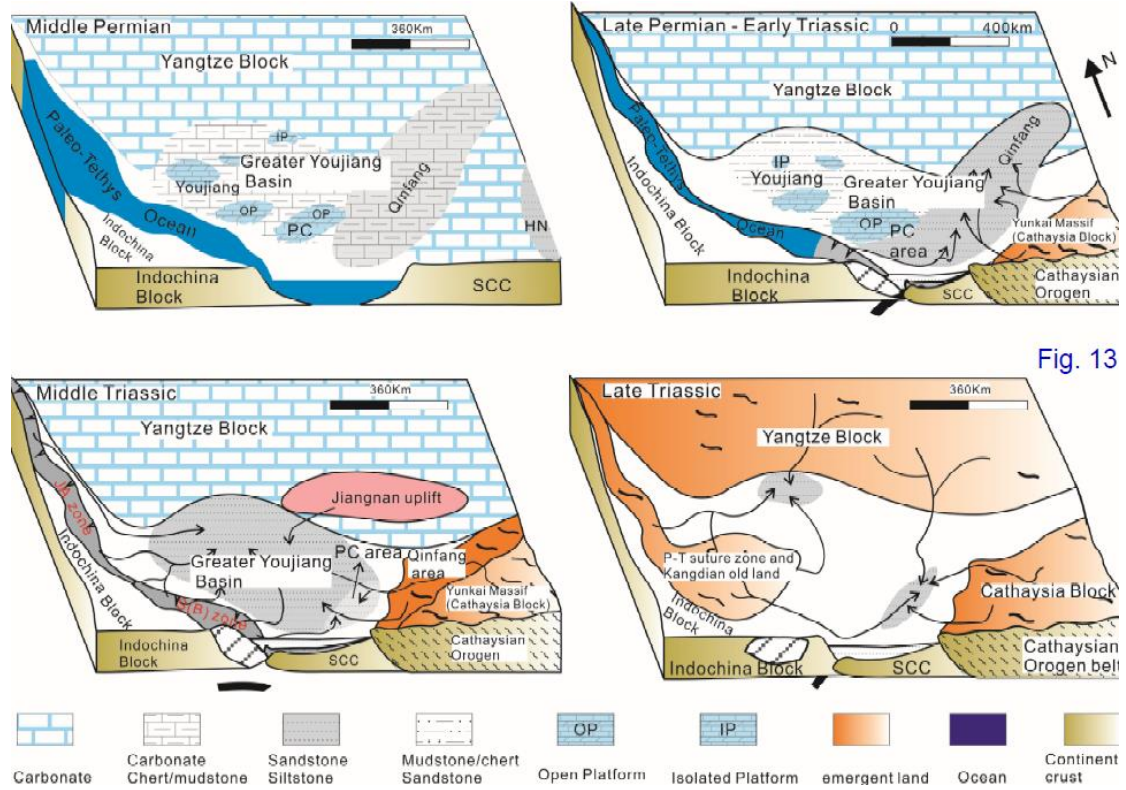 Middle Permian
360Km
Yangtze Block
Paleo-Tethys
Ocean
IP
Greater Youjiang
Basin
Youjiang
OP
OP
PC
Qinfang
HN
Indochina
Block
Indochina
Block
SCC
Late Permian - Early Triassic
0 400km
N
Yangtze Block
Paleo-Tethys
Ocean
IP
Youjiang
Greater Youjiang
Basin
OP
PC
area
Qinfang
Yunkai Massif
(Cathaysia Block)
Indochina Block
Indochina
Block
SCC
Cathaysian
Orogen
Fig. 13
Middle Triassic
360Km
Yangtze Block
Jiangnan uplift
JA zone
Greater Youjiang
Basin
PC area
Qinfang
area
Yunkai Massif
(Cathaysia Block)
Indochina Block
zone
Indochina
Block
SCC
Cathaysian
Orogen
Late Triassic
360Km
Yangtze Block
P-T suture zone and
Kangdian old land
Indochina
Block
Cathaysia Block
Indochina Block
SCC
Cathaysian
Orogen belt
Carbonate
Carbonate
Chert/mudstone
Sandstone
Siltstone
Mudstone/chert
Sandstone
OP
Open Platform
IP
Isolated Platform
emergent land
Ocean
Continent
crust